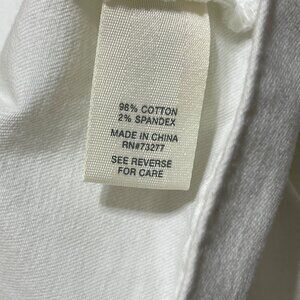 98% COTTON
2% SPANDEX
MADE IN CHINA
RN#73277
SEE REVERSE
FOR CARE